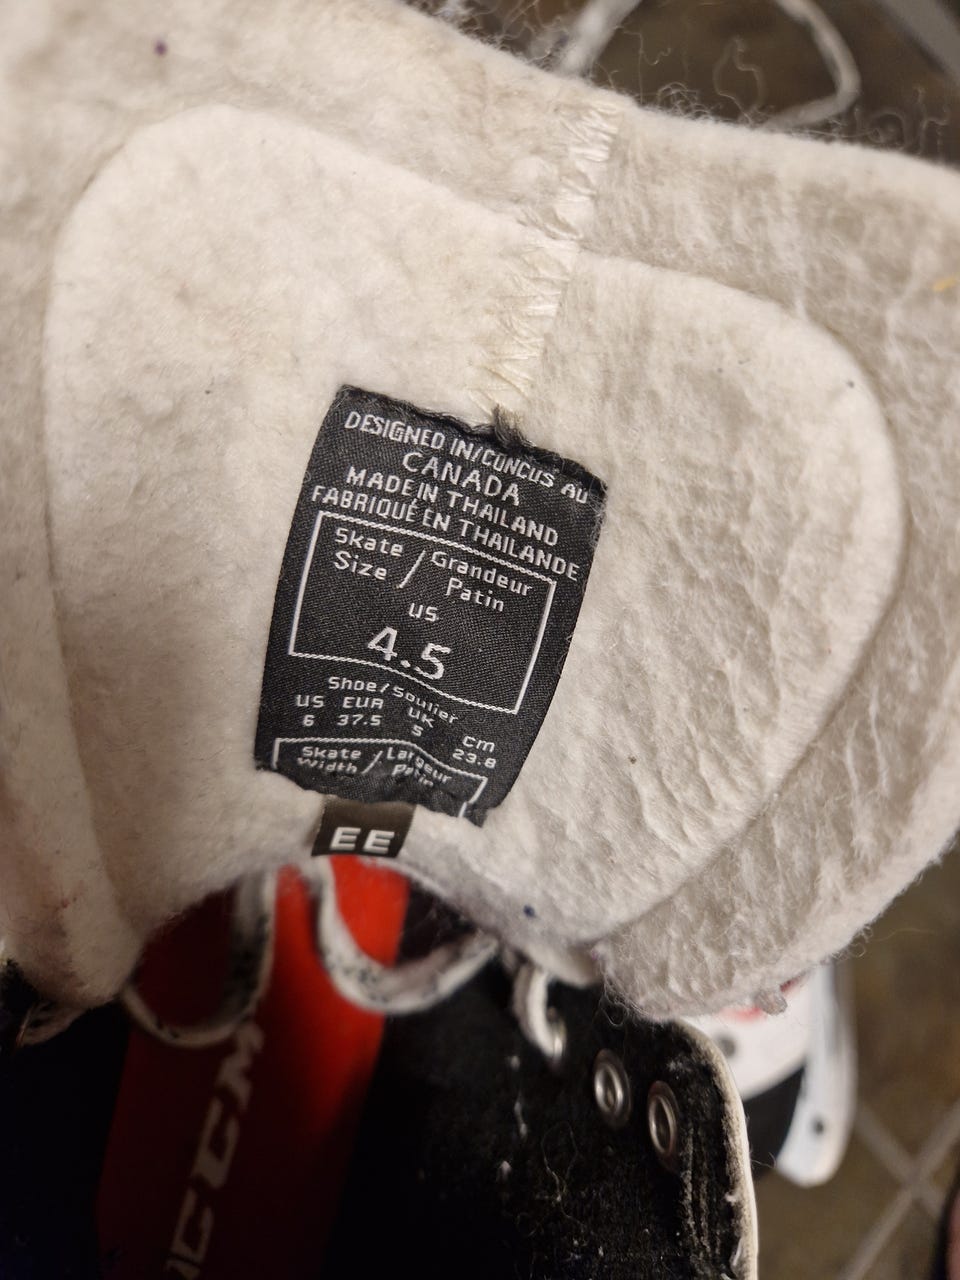 DESIGNED IN/CONCUS AU
CANADA
MADE IN THAILAND
FABRIQUÉ EN THAILANDE
Skate / Grandeur
Size / Patin
US
4.5
Shoe/Soulier
US EUR UK cm
6 37.5 5 23.8
Skate / Largeur
Width / Patin
EE
CCM